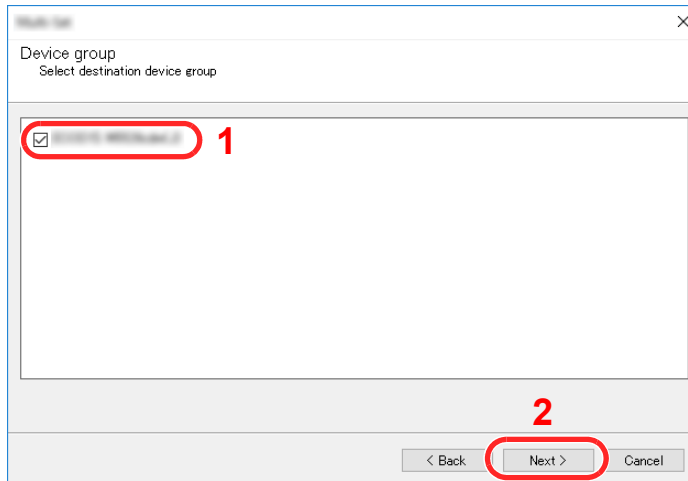 Device group
Select destination device group
1
2
< Back
Next >
Cancel